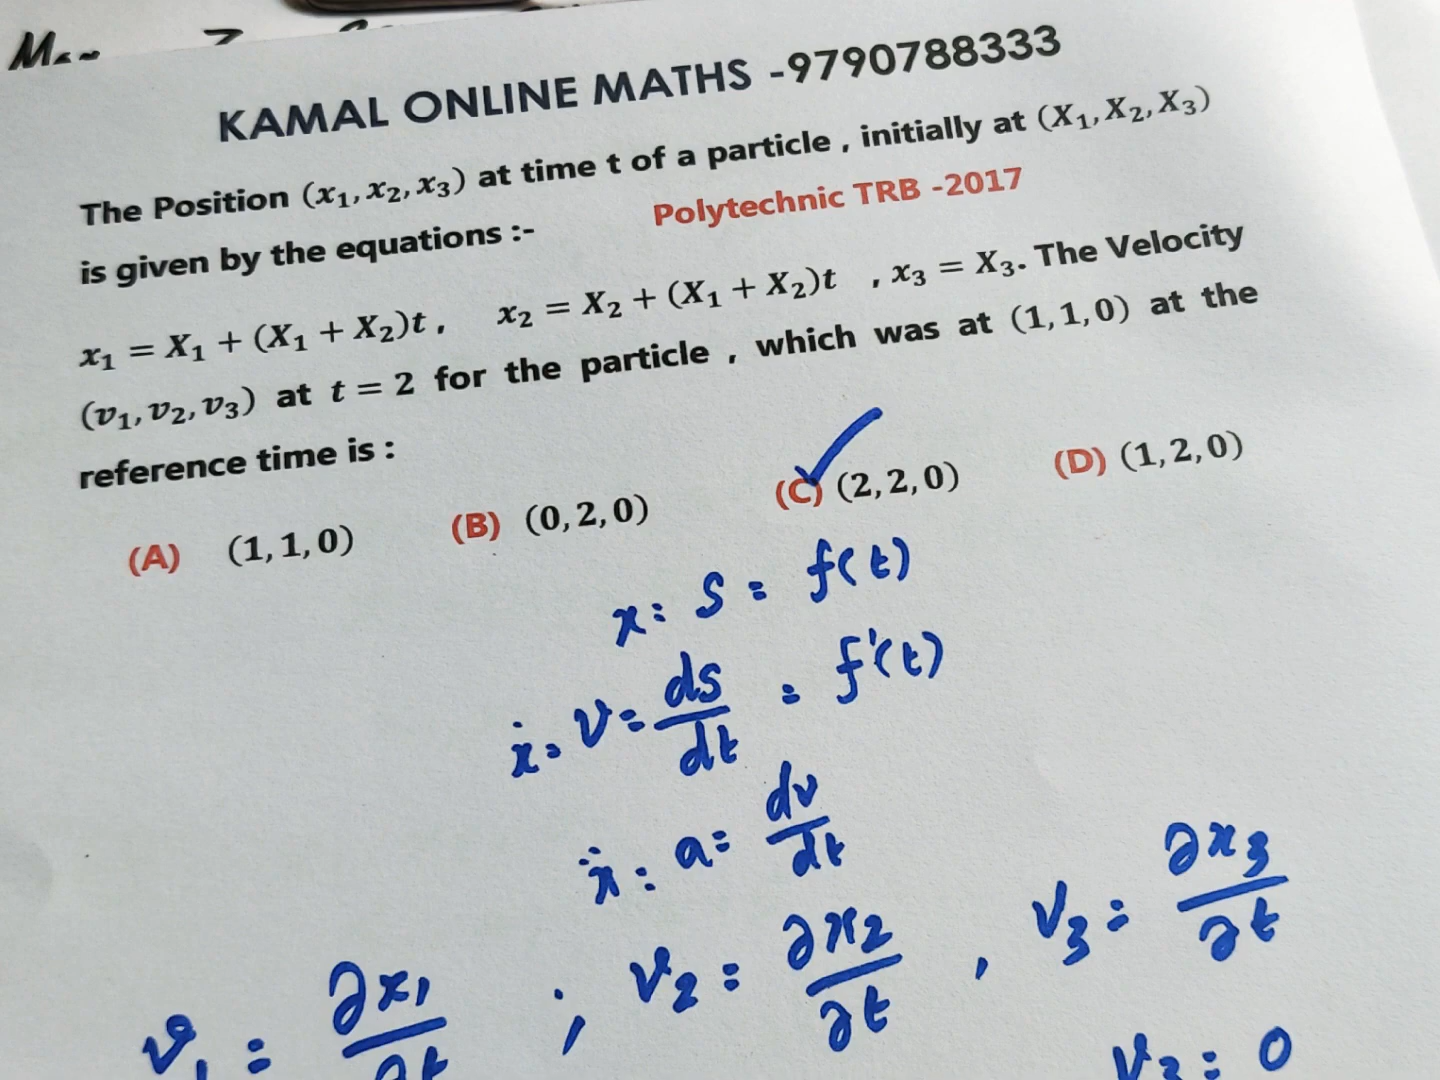 KAMAL ONLINE MATHS -9790788333
The Position (x₁, x₂, x₃) at time t of a particle , initially at (X₁, X₂, X₃)
is given by the equations :- Polytechnic TRB -2017
x₁ = X₁ + (X₁ + X₂)t , x₂ = X₂ + (X₁ + X₂)t , x₃ = X₃. The Velocity
(v₁, v₂, v₃) at t = 2 for the particle , which was at (1, 1, 0) at the
reference time is :
(A) (1, 1, 0) (B) (0, 2, 0) (C) (2, 2, 0) (D) (1, 2, 0)
x = S = f(t)
ẋ = v = ds/dt = f'(t)
ẍ = a = dv/dt
v₁ = ∂x₁/∂t ; v₂ = ∂x₂/∂t , v₃ = ∂x₃/∂t
v₃ = 0